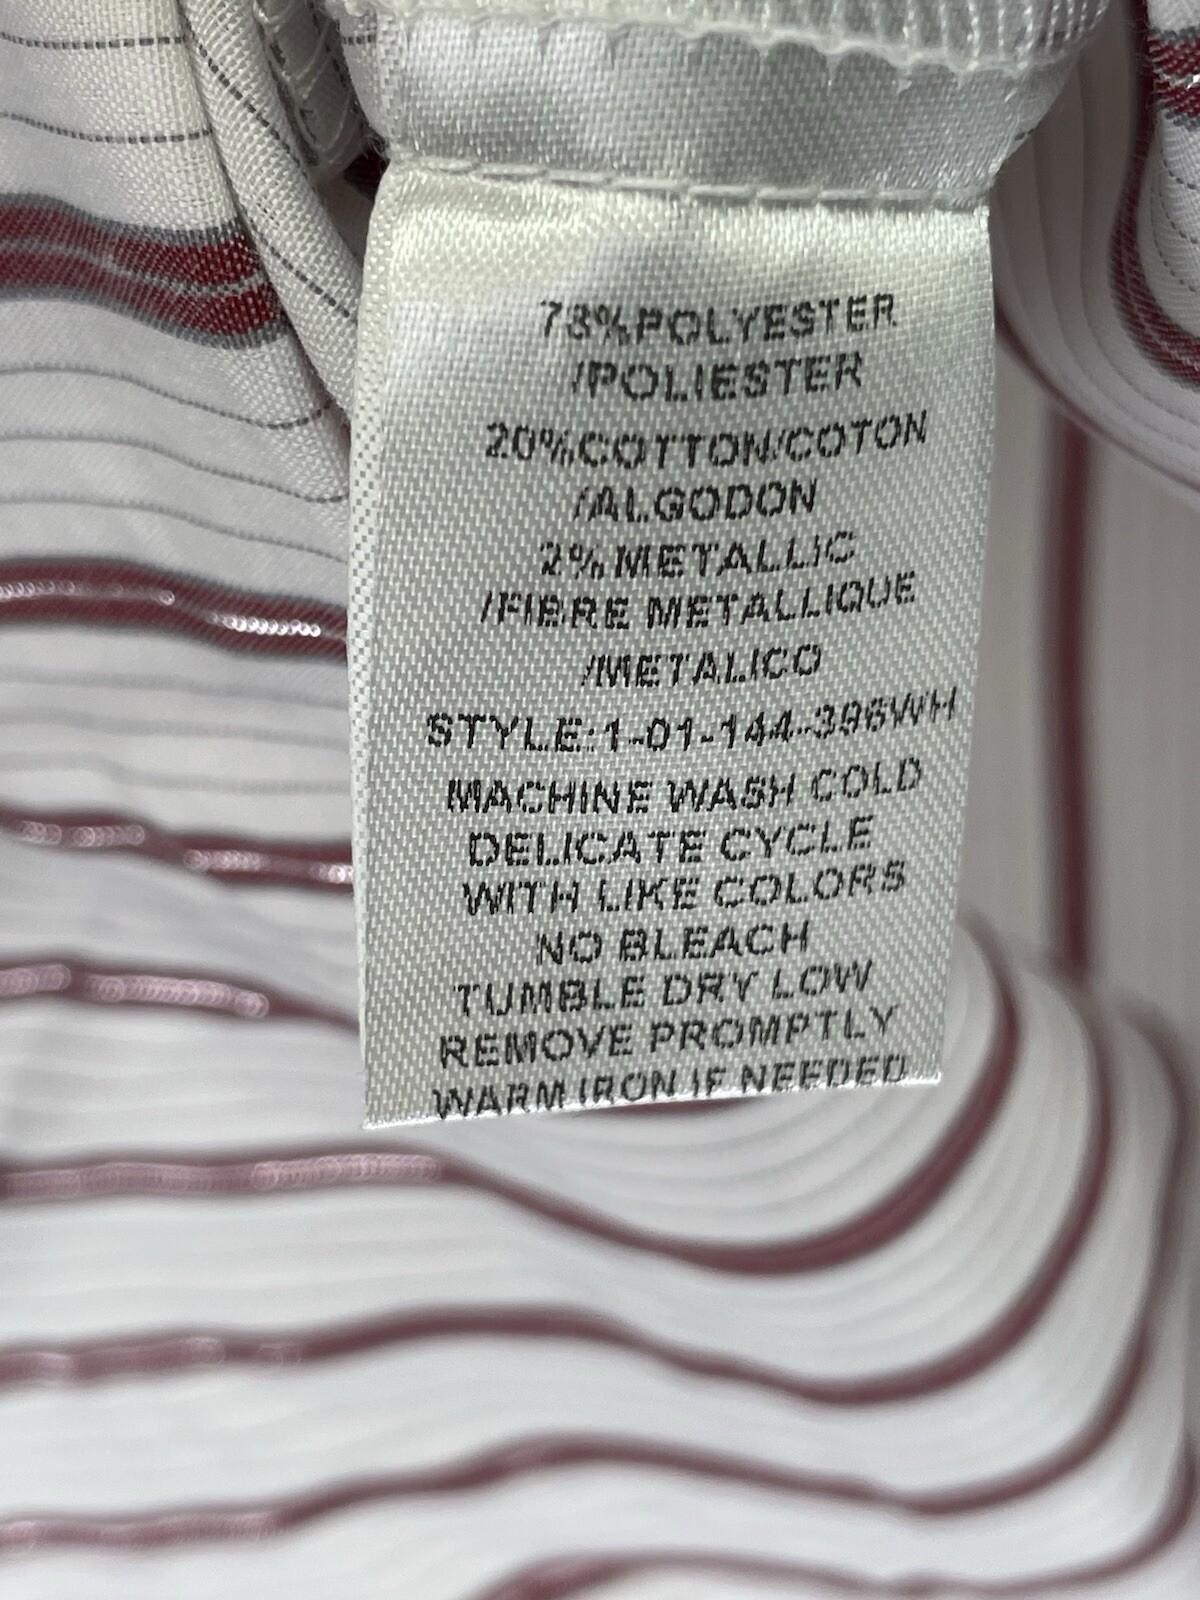 78%POLYESTER
/POLIESTER
20%COTTON/COTON
/ALGODON
2%METALLIC
/FIBRE METALLIQUE
/METALICO
STYLE:1-01-144-396WH
MACHINE WASH COLD
DELICATE CYCLE
WITH LIKE COLORS
NO BLEACH
TUMBLE DRY LOW
REMOVE PROMPTLY
WARM IRON IF NEEDED